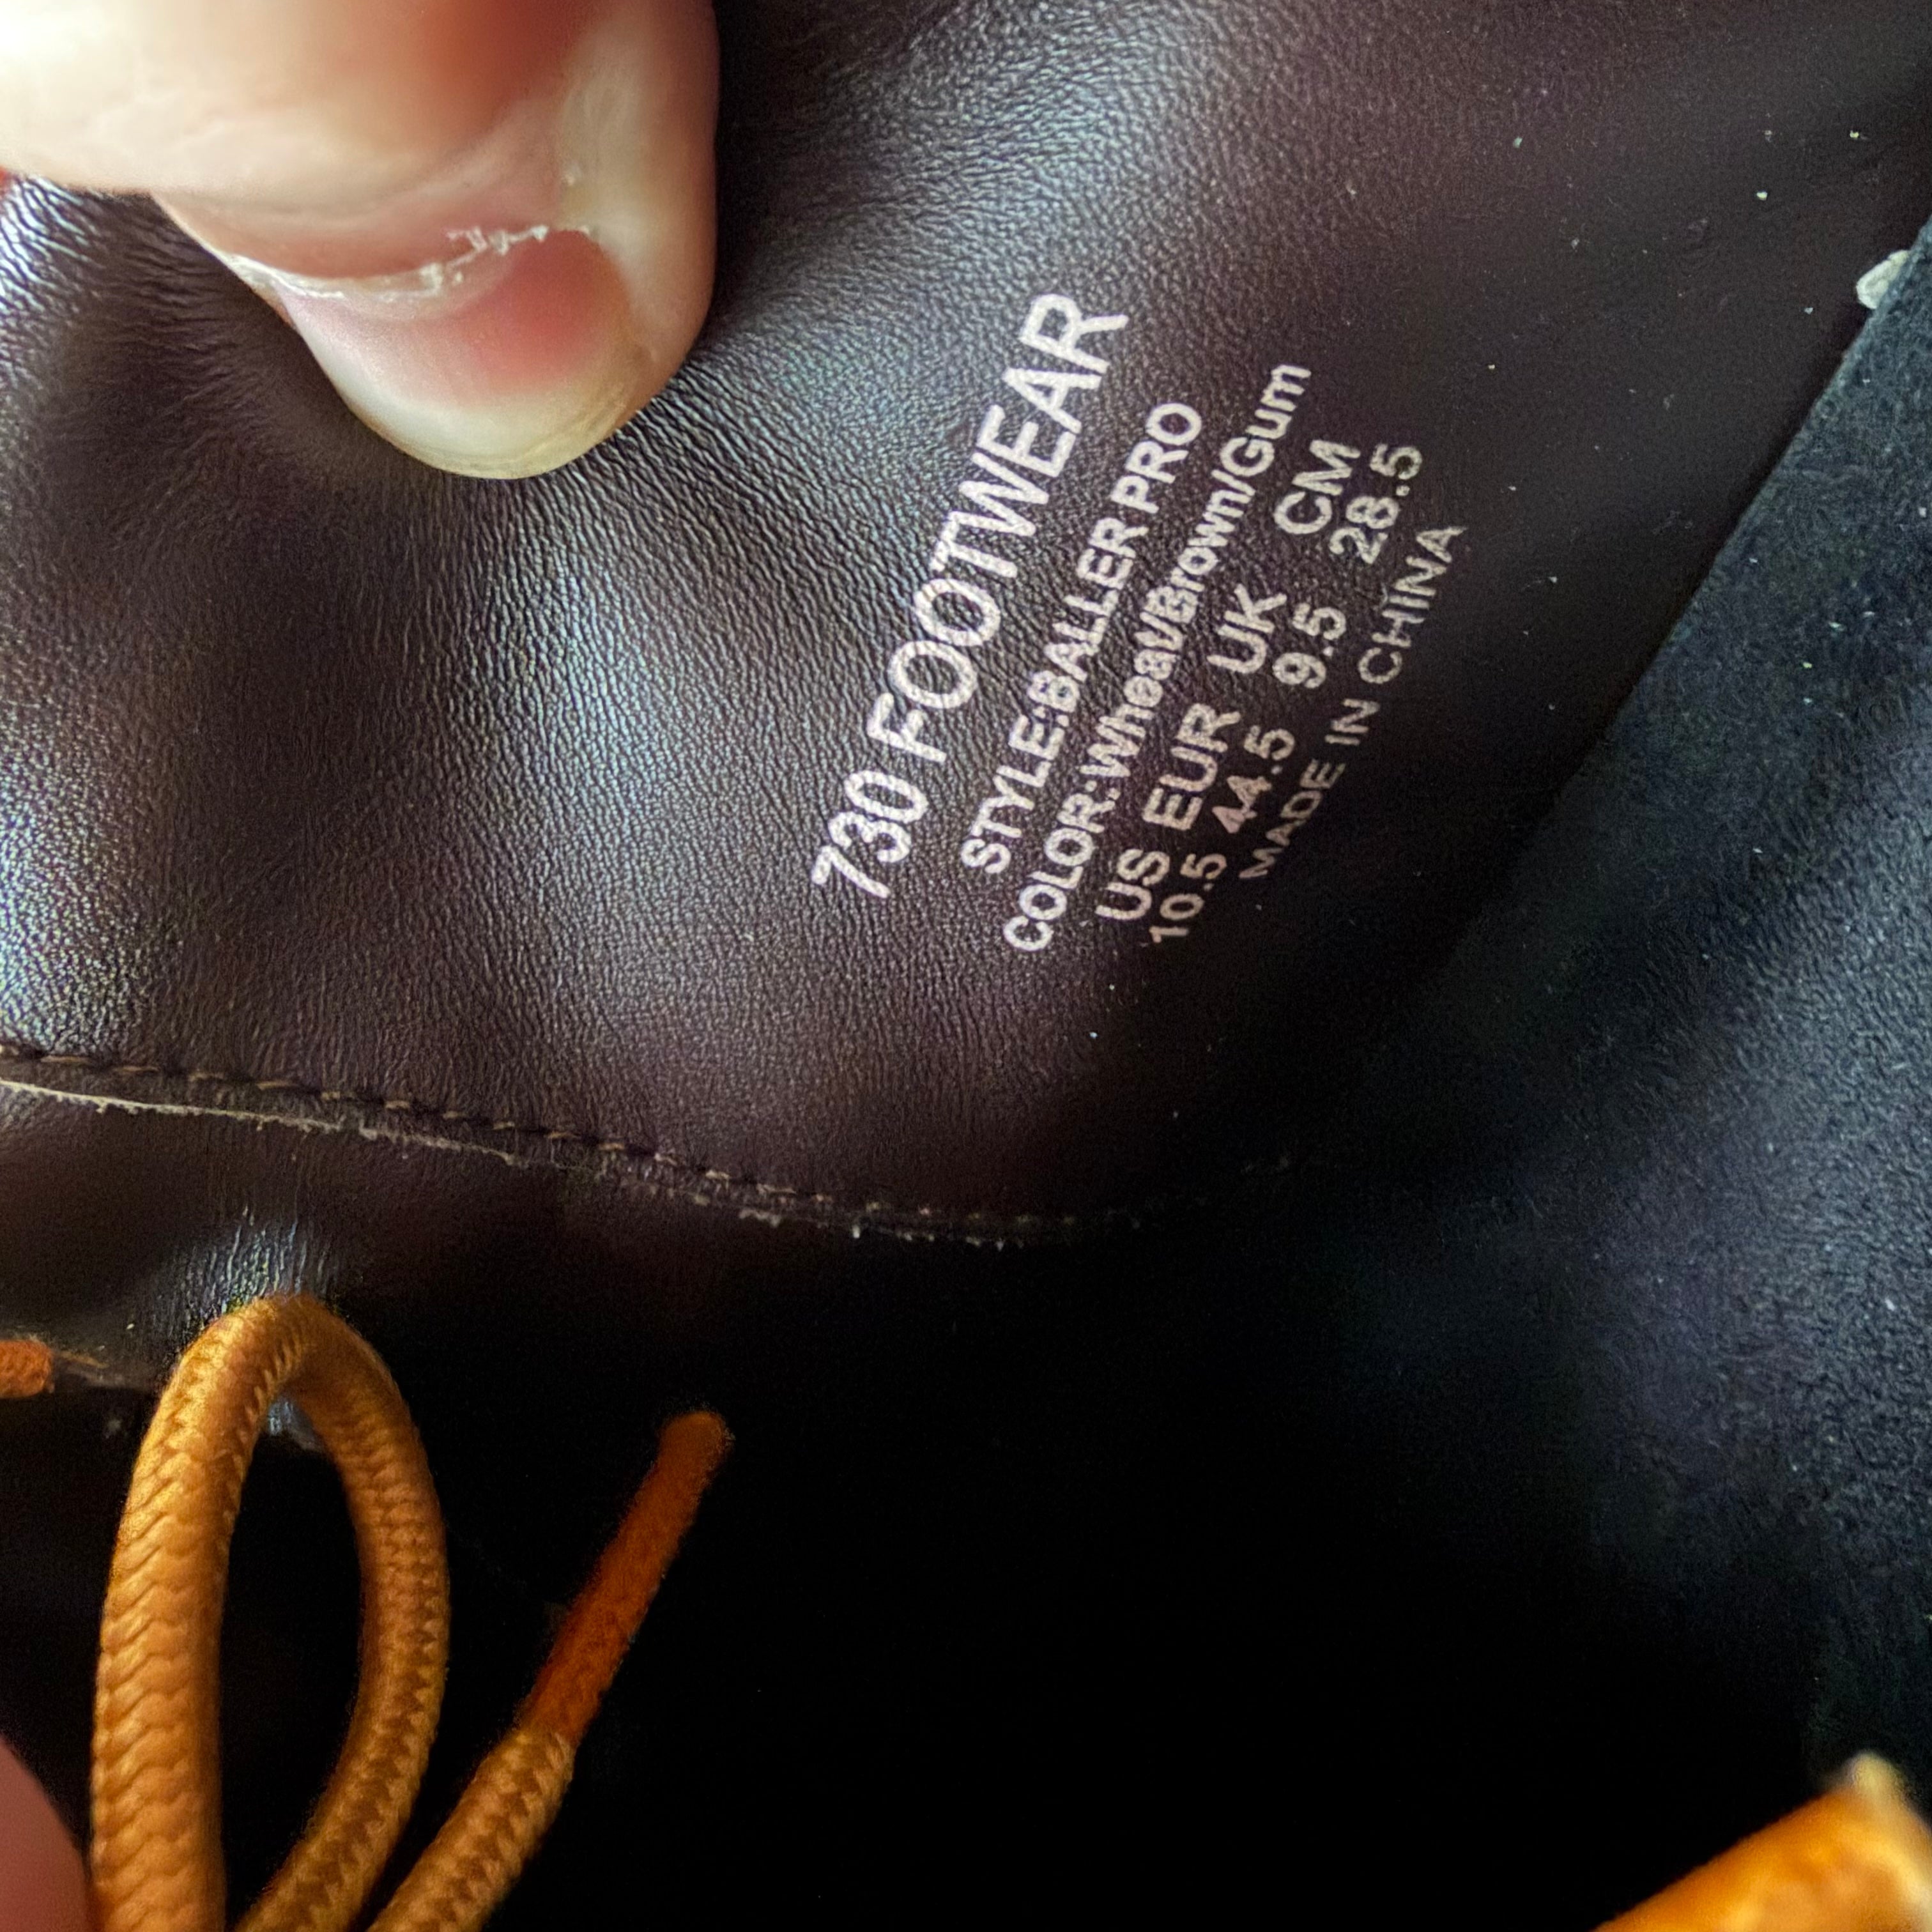 730 FOOTWEAR
STYLE:BALLER PRO
COLOR:Wheat/Brown/Gum
US EUR UK CM
10.5 44.5 9.5 28.5
MADE IN CHINA